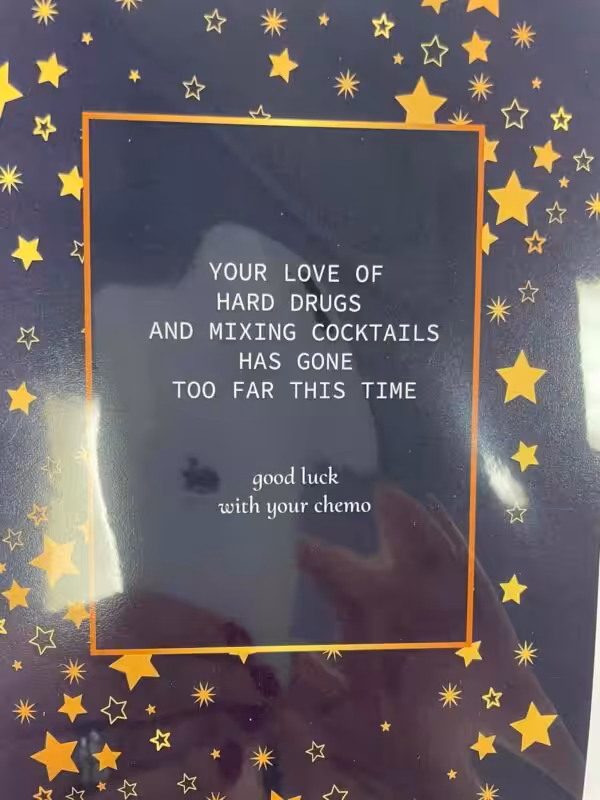 YOUR LOVE OF
HARD DRUGS
AND MIXING COCKTAILS
HAS GONE
TOO FAR THIS TIME
good luck
with your chemo